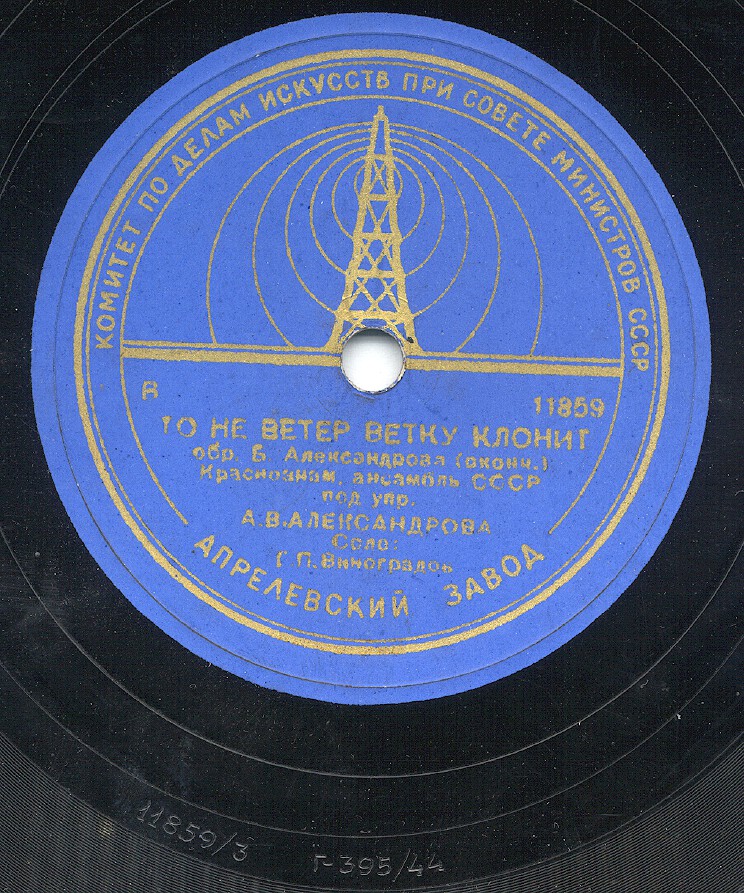 КОМИТЕТ ПО ДЕЛАМ ИСКУССТВ ПРИ СОВЕТЕ МИНИСТРОВ СССР
В 11859
ТО НЕ ВЕТЕР ВЕТКУ КЛОНИТ
обр. Б. Александрова (оконч.)
Краснознам. ансамбль СССР
под упр.
А.В.АЛЕКСАНДРОВА
Соло:
Г П.Виноградов
АПРЕЛЕВСКИЙ ЗАВОД
11859/3
Г-395/44